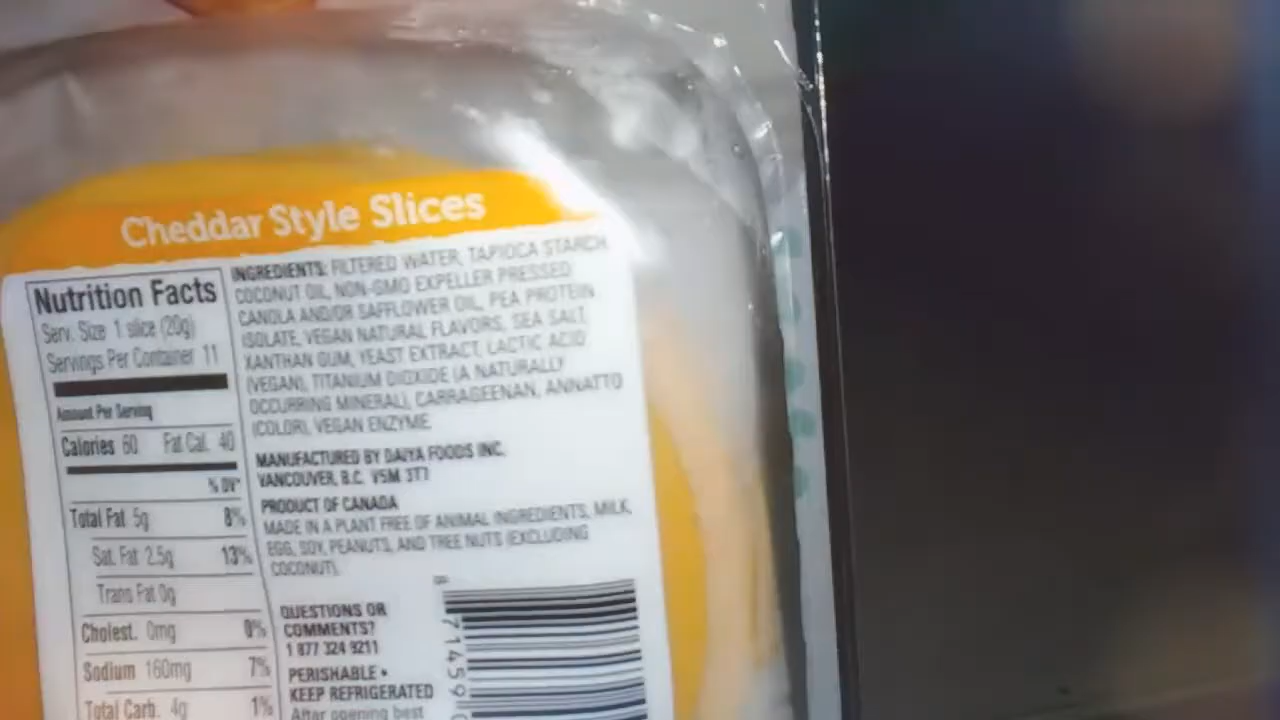 Cheddar Style Slices
Nutrition Facts
Serv. Size 1 slice (20g)
Servings Per Container 11
Amount Per Serving
Calories 60 Fat Cal. 40
% DV*
Total Fat 5g 8%
Sat. Fat 2.5g 13%
Trans Fat 0g
Cholest. 0mg 0%
Sodium 160mg 7%
Total Carb. 4g 1%
INGREDIENTS: FILTERED WATER, TAPIOCA STARCH,
COCONUT OIL, NON-GMO EXPELLER PRESSED
CANOLA AND/OR SAFFLOWER OIL, PEA PROTEIN
ISOLATE, VEGAN NATURAL FLAVORS, SEA SALT,
XANTHAN GUM, YEAST EXTRACT, LACTIC ACID
(VEGAN), TITANIUM DIOXIDE (A NATURALLY
OCCURRING MINERAL), CARRAGEENAN, ANNATTO
(COLOR), VEGAN ENZYME.
MANUFACTURED BY DAIYA FOODS INC.
VANCOUVER, B.C. V5M 3T7
PRODUCT OF CANADA
MADE IN A PLANT FREE OF ANIMAL INGREDIENTS, MILK,
EGG, SOY, PEANUTS, AND TREE NUTS (EXCLUDING
COCONUT).
QUESTIONS OR
COMMENTS?
1 877 324 9211
PERISHABLE •
KEEP REFRIGERATED
After opening best
8 71459